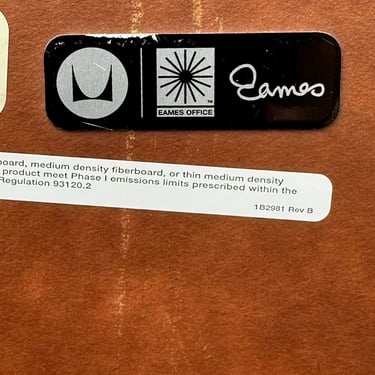 TM
EAMES OFFICE
Eames
board, medium density fiberboard, or thin medium density
product meet Phase I emissions limits prescribed within the
Regulation 93120.2
1B2981 Rev B